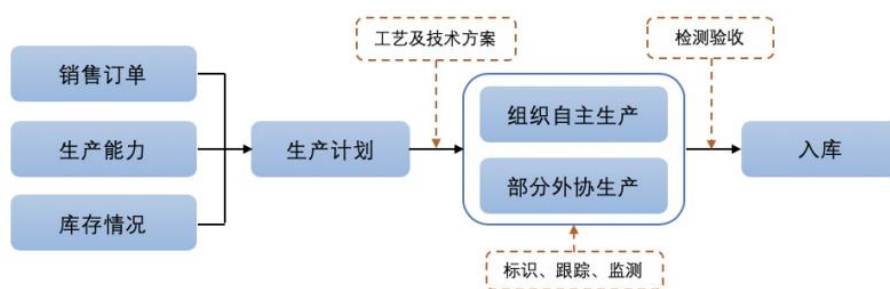 工艺及技术方案
检测验收
销售订单
生产能力
库存情况
生产计划
组织自主生产
部分外协生产
入库
标识、跟踪、监测